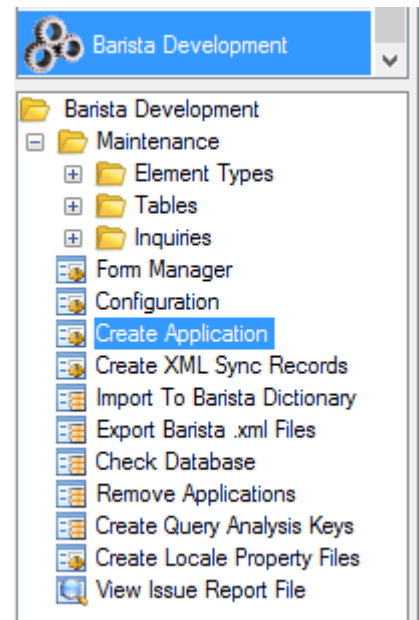 Barista Development
Barista Development
Maintenance
Element Types
Tables
Inquiries
Form Manager
Configuration
Create Application
Create XML Sync Records
Import To Barista Dictionary
Export Barista .xml Files
Check Database
Remove Applications
Create Query Analysis Keys
Create Locale Property Files
View Issue Report File